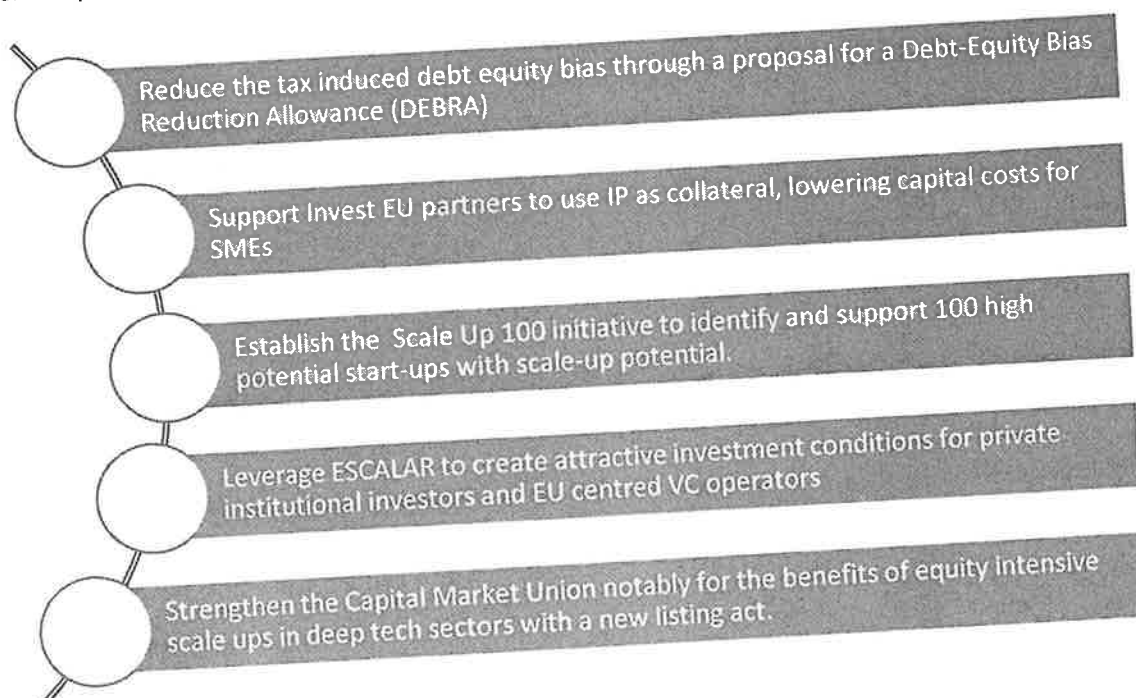 Reduce the tax induced debt equity bias through a proposal for a Debt-Equity Bias
Reduction Allowance (DEBRA)
Support Invest EU partners to use IP as collateral, lowering capital costs for
SMEs
Establish the Scale Up 100 initiative to identify and support 100 high
potential start-ups with scale-up potential.
Leverage ESCALAR to create attractive investment conditions for private
institutional investors and EU centred VC operators
Strengthen the Capital Market Union notably for the benefits of equity intensive
scale ups in deep tech sectors with a new listing act.